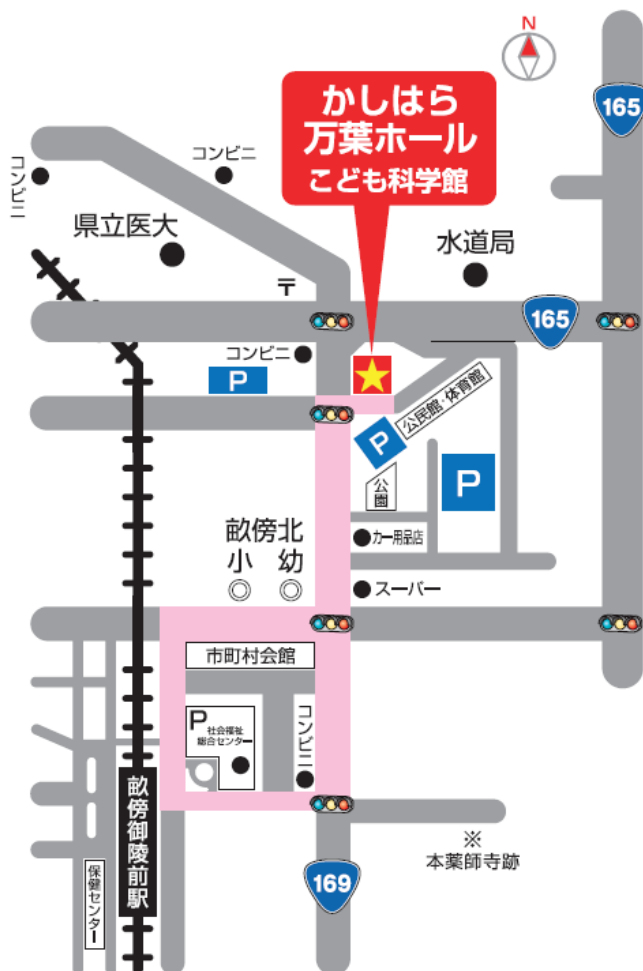 N
165
かしはら
万葉ホール
こども科学館
コンビニ
コンビニ
県立医大
水道局
〒
165
コンビニ
P
公民館・体育館
P
P
公園
カー用品店
畝傍北
小 幼
スーパー
市町村会館
P
社会福祉
総合センター
コンビニ
畝傍御陵前駅
※
本薬師寺跡
保健センター
169